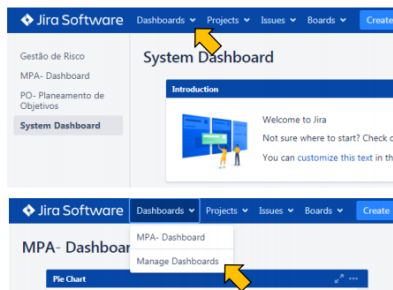 Jira Software Dashboards Projects Issues Boards Create
Gestão de Risco
MPA- Dashboard
PO- Planeamento de
Objetivos
System Dashboard
System Dashboard
Introduction
Welcome to Jira
Not sure where to start? Check
You can customize this text in
Jira Software Dashboards Projects Issues Boards Create
MPA- Dashboar
MPA- Dashboard
Manage Dashboards
Pie Chart